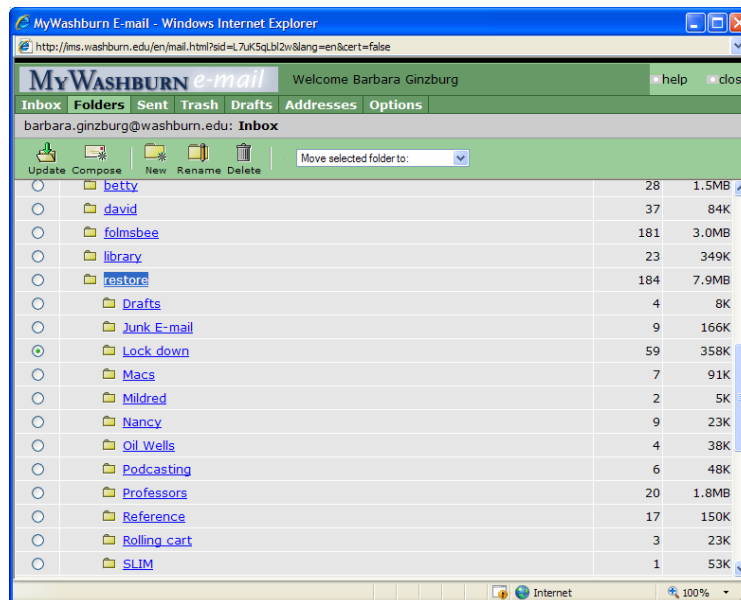 MyWashburn E-mail - Windows Internet Explorer
http://ims.washburn.edu/en/mail.html?sid=L7uK5qLbl2w&lang=en&cert=false
MYWASHBURN e-mail Welcome Barbara Ginzburg help clos
Inbox Folders Sent Trash Drafts Addresses Options
barbara.ginzburg@washburn.edu: Inbox
Update Compose New Rename Delete Move selected folder to:
betty 28 1.5MB
david 37 84K
folmsbee 181 3.0MB
library 23 349K
restore 184 7.9MB
Drafts 4 8K
Junk E-mail 9 166K
Lock down 59 358K
Macs 7 91K
Mildred 2 5K
Nancy 9 23K
Oil Wells 4 38K
Podcasting 6 48K
Professors 20 1.8MB
Reference 17 150K
Rolling cart 3 23K
SLIM 1 53K
Internet 100%